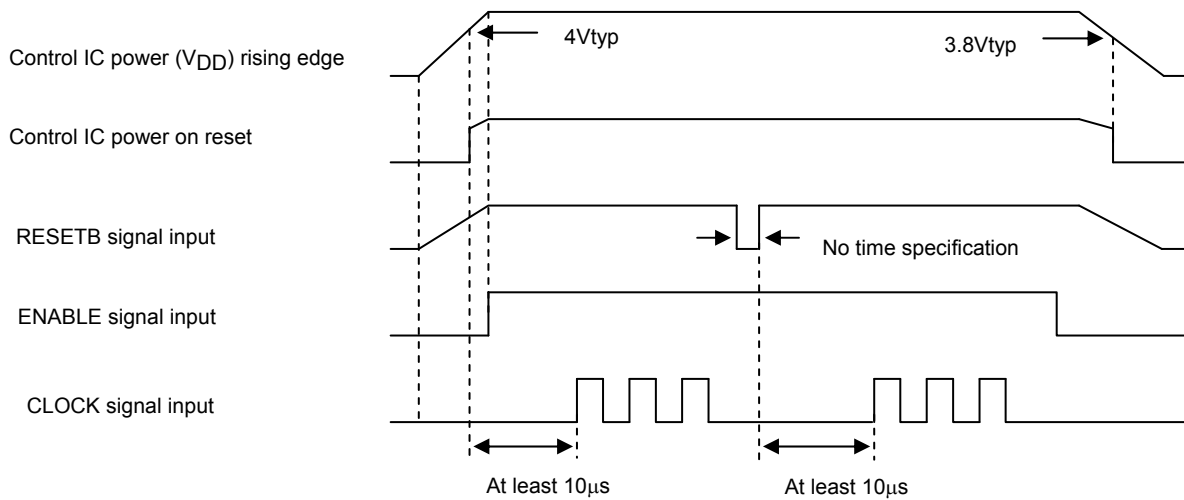 4Vtyp
3.8Vtyp
Control IC power (VDD) rising edge
Control IC power on reset
RESETB signal input
No time specification
ENABLE signal input
CLOCK signal input
At least 10μs
At least 10μs